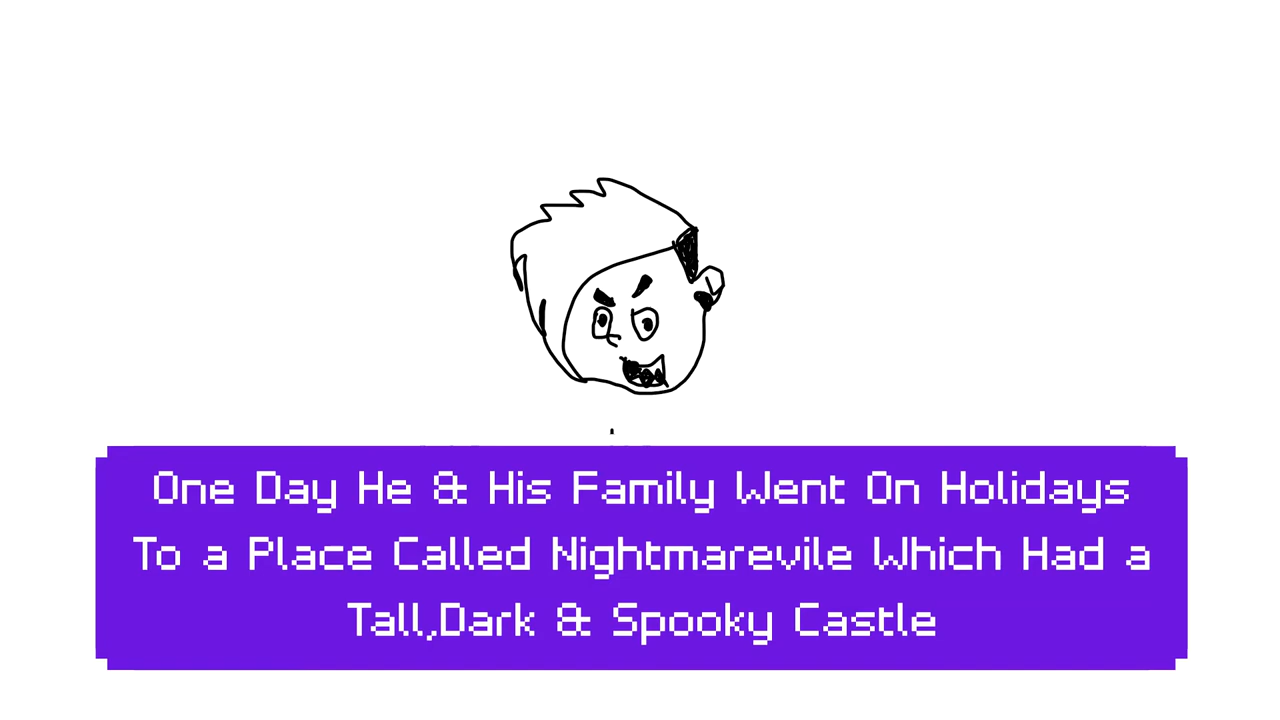 One Day He & His Family Went On Holidays
To a Place Called Nightmarevile Which Had a
Tall,Dark & Spooky Castle